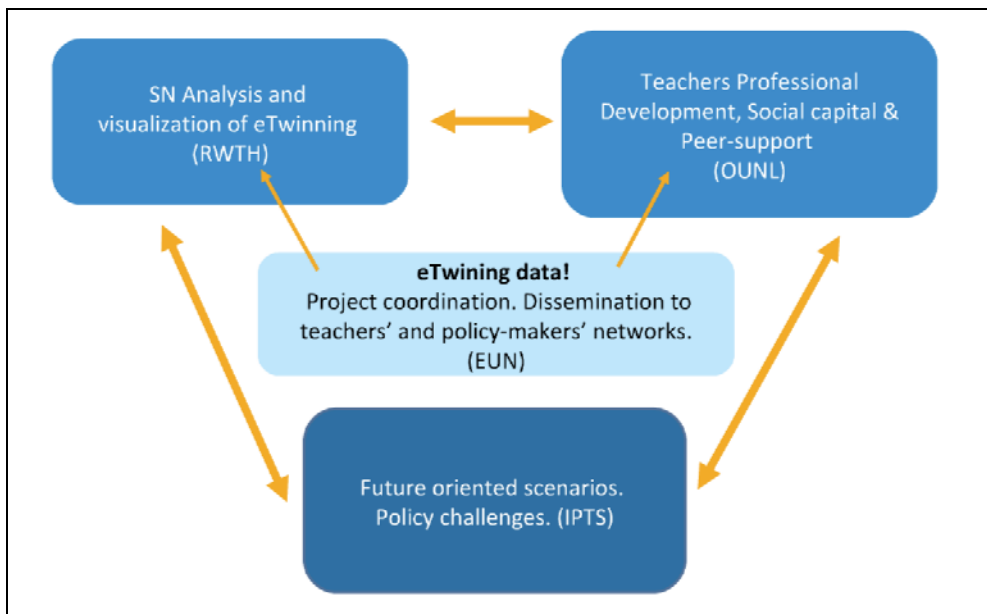 SN Analysis and
visualization of eTwinning
(RWTH)
Teachers Professional
Development, Social capital &
Peer-support
(OUNL)
eTwining data!
Project coordination. Dissemination to
teachers’ and policy-makers’ networks.
(EUN)
Future oriented scenarios.
Policy challenges. (IPTS)